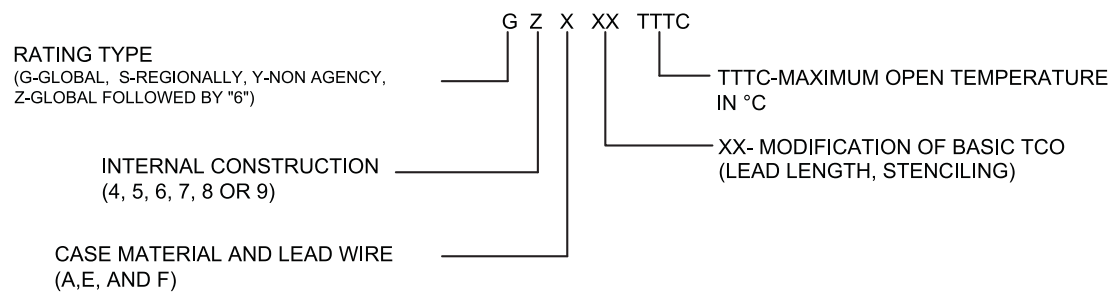 G Z X XX TTTC
RATING TYPE
(G-GLOBAL, S-REGIONALLY, Y-NON AGENCY,
Z-GLOBAL FOLLOWED BY "6")
TTTC-MAXIMUM OPEN TEMPERATURE
IN °C
XX- MODIFICATION OF BASIC TCO
(LEAD LENGTH, STENCILING)
INTERNAL CONSTRUCTION
(4, 5, 6, 7, 8 OR 9)
CASE MATERIAL AND LEAD WIRE
(A,E, AND F)